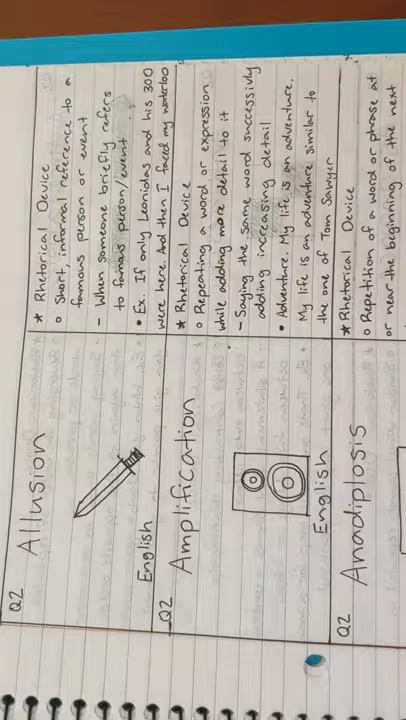 Q2
Allusion
English
* Rhetorical Device
o Short, informal reference to a
famous person or event
- When someone briefly refers
to famous person/event
• Ex. If only Leonidas and his 300
were here. And then I faced my waterloo
Q2
Amplification
English
* Rhetorical Device
o Repeating a word or expression
while adding more detail to it
- Saying the same word successivly
adding increasing detail
• Adventure. My life is an adventure.
My life is an adventure similar to
the one of Tom Sawyer
Q2
Anadiplosis
* Rhetorical Device
o Repetition of a word or phrase at
or near the beginning of the next